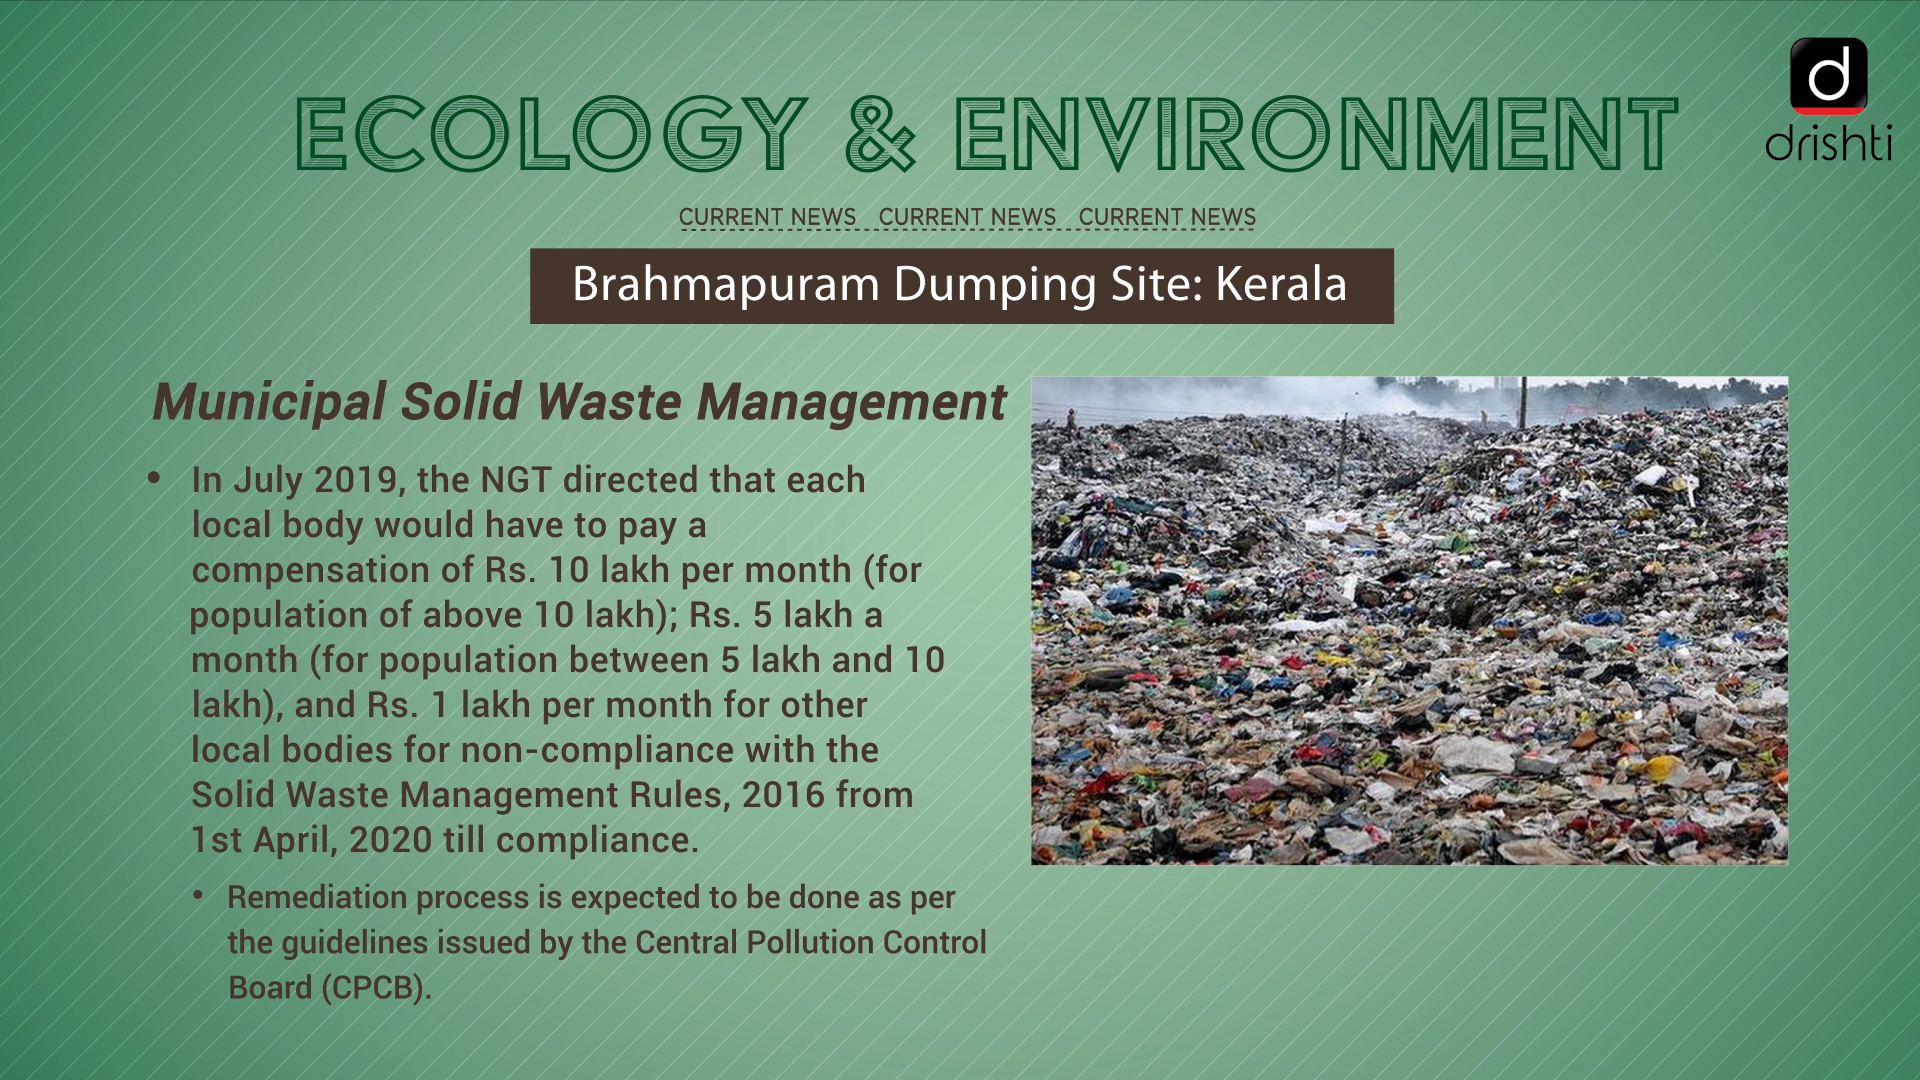 d
drishti
ECOLOGY & ENVIRONMENT
CURRENT NEWS CURRENT NEWS CURRENT NEWS
Brahmapuram Dumping Site: Kerala
Municipal Solid Waste Management
• In July 2019, the NGT directed that each
local body would have to pay a
compensation of Rs. 10 lakh per month (for
population of above 10 lakh); Rs. 5 lakh a
month (for population between 5 lakh and 10
lakh), and Rs. 1 lakh per month for other
local bodies for non-compliance with the
Solid Waste Management Rules, 2016 from
1st April, 2020 till compliance.
• Remediation process is expected to be done as per
the guidelines issued by the Central Pollution Control
Board (CPCB).